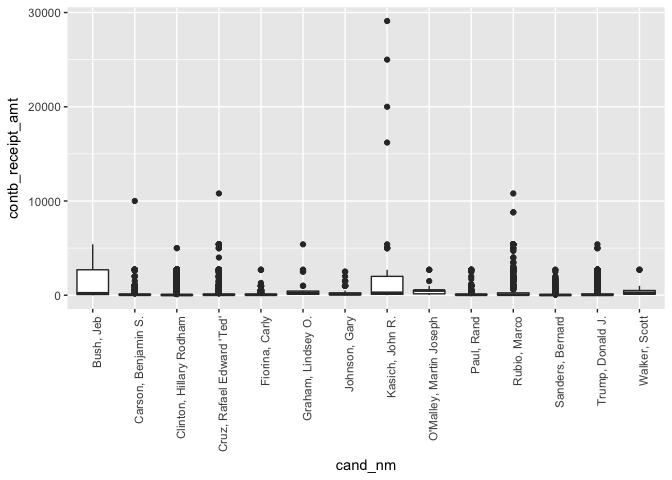 30000
20000
10000
0
contb_receipt_amt
Bush, Jeb
Carson, Benjamin S.
Clinton, Hillary Rodham
Cruz, Rafael Edward 'Ted'
Fiorina, Carly
Graham, Lindsey O.
Johnson, Gary
Kasich, John R.
O'Malley, Martin Joseph
Paul, Rand
Rubio, Marco
Sanders, Bernard
Trump, Donald J.
Walker, Scott
cand_nm